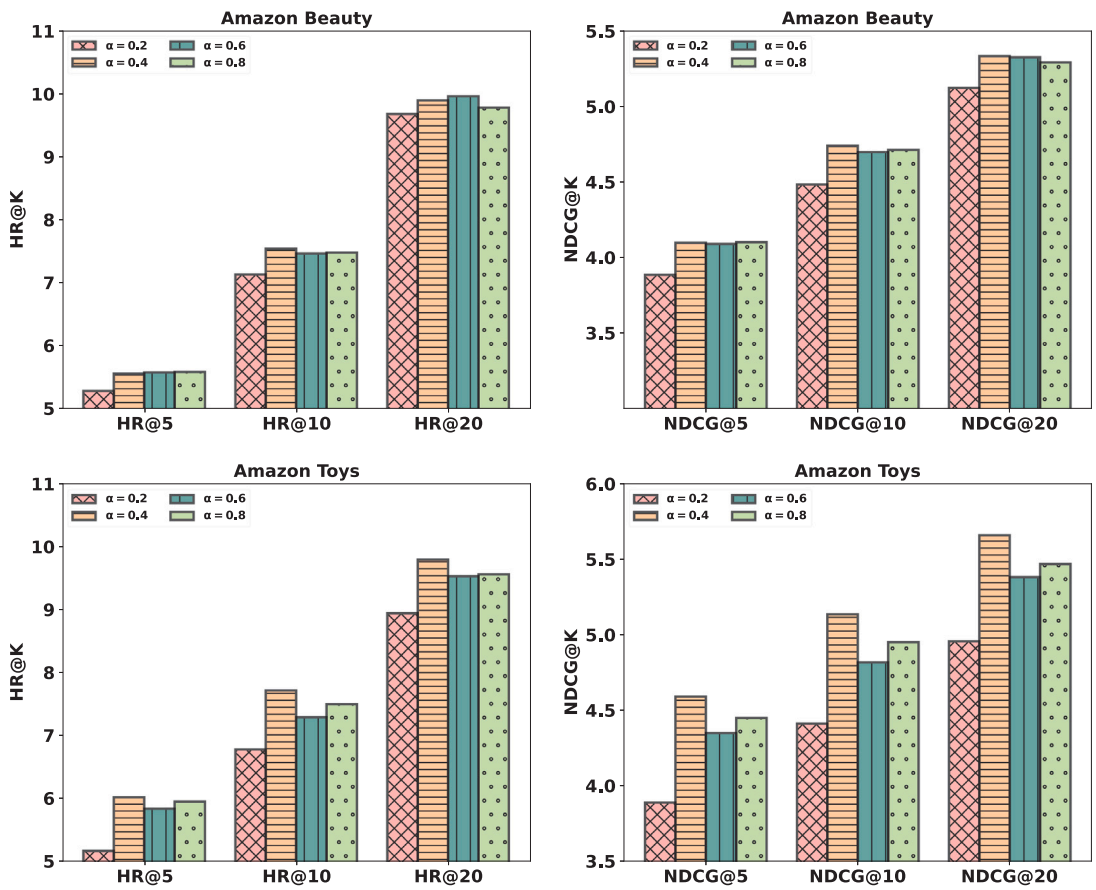 Amazon Beauty
HR@K
11
10
9
8
7
6
5
α = 0.2
α = 0.4
α = 0.6
α = 0.8
HR@5
HR@10
HR@20
Amazon Beauty
NDCG@K
5.5
5.0
4.5
4.0
3.5
α = 0.2
α = 0.4
α = 0.6
α = 0.8
NDCG@5
NDCG@10
NDCG@20
Amazon Toys
HR@K
11
10
9
8
7
6
5
α = 0.2
α = 0.4
α = 0.6
α = 0.8
HR@5
HR@10
HR@20
Amazon Toys
NDCG@K
6.0
5.5
5.0
4.5
4.0
3.5
α = 0.2
α = 0.4
α = 0.6
α = 0.8
NDCG@5
NDCG@10
NDCG@20